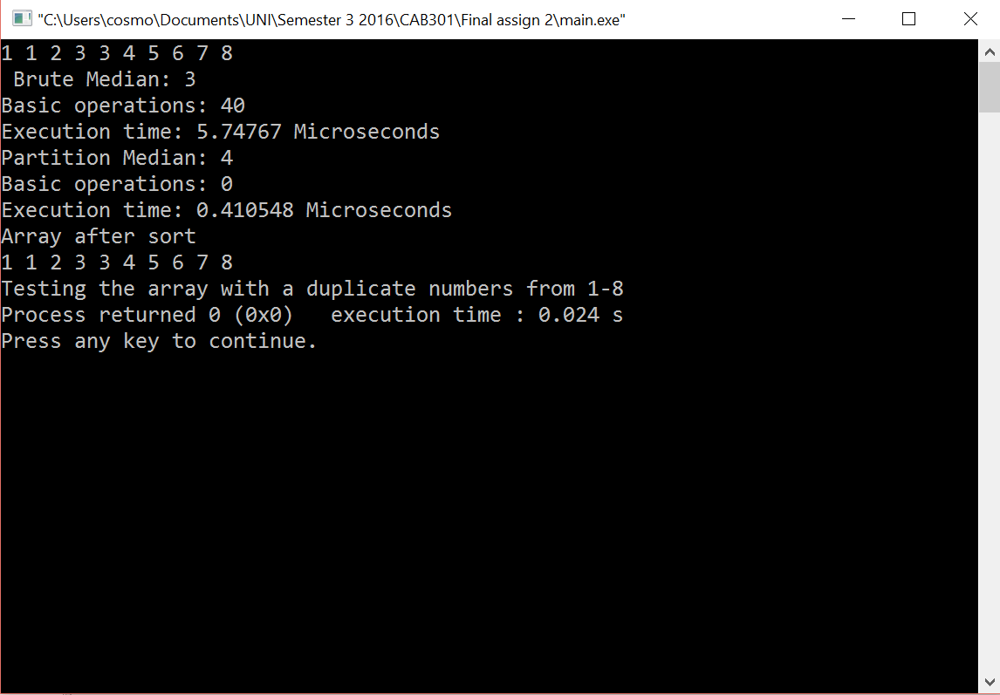 "C:\Users\cosmo\Documents\UNI\Semester 3 2016\CAB301\Final assign 2\main.exe"
1 1 2 3 3 4 5 6 7 8
Brute Median: 3
Basic operations: 40
Execution time: 5.74767 Microseconds
Partition Median: 4
Basic operations: 0
Execution time: 0.410548 Microseconds
Array after sort
1 1 2 3 3 4 5 6 7 8
Testing the array with a duplicate numbers from 1-8
Process returned 0 (0x0)   execution time : 0.024 s
Press any key to continue.